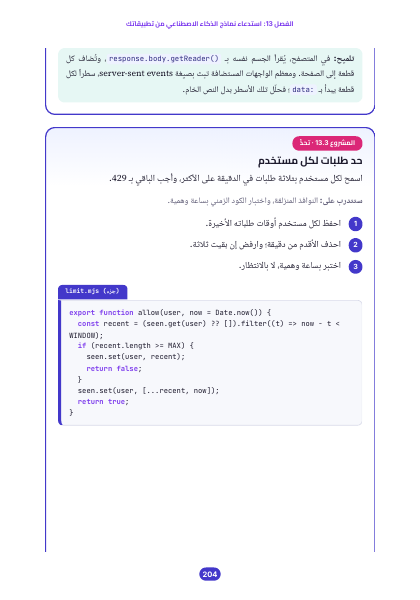 الفصل 13: استدعاء نماذج الذكاء الاصطناعي من تطبيقاتك
تلميح: في المتصفح، يُقرأ الجسم نفسه بـ response.body.getReader()، وتُضاف كل
قطعة إلى الصفحة. ومعظم الواجهات المستضافة تبث بصيغة server-sent events، سطرًا لكل
قطعة يبدأ بـ data: ؛ فحلّل تلك الأسطر بدل النص الخام.
المشروع 13.3 · تحدٍّ
حد طلبات لكل مستخدم
اسمح لكل مستخدم بثلاثة طلبات في الدقيقة على الأكثر، وأجب الباقي بـ 429.
ستتدرب على: النوافذ المنزلقة، واختبار الكود الزمني بساعة وهمية.
1 احفظ لكل مستخدم أوقات طلباته الأخيرة.
2 احذف الأقدم من دقيقة؛ وارفض إن بقيت ثلاثة.
3 اختبر بساعة وهمية، لا بالانتظار.
limit.mjs (جزء)
export function allow(user, now = Date.now()) {
  const recent = (seen.get(user) ?? []).filter((t) => now - t <
WINDOW);
  if (recent.length >= MAX) {
    seen.set(user, recent);
    return false;
  }
  seen.set(user, [...recent, now]);
  return true;
}
204